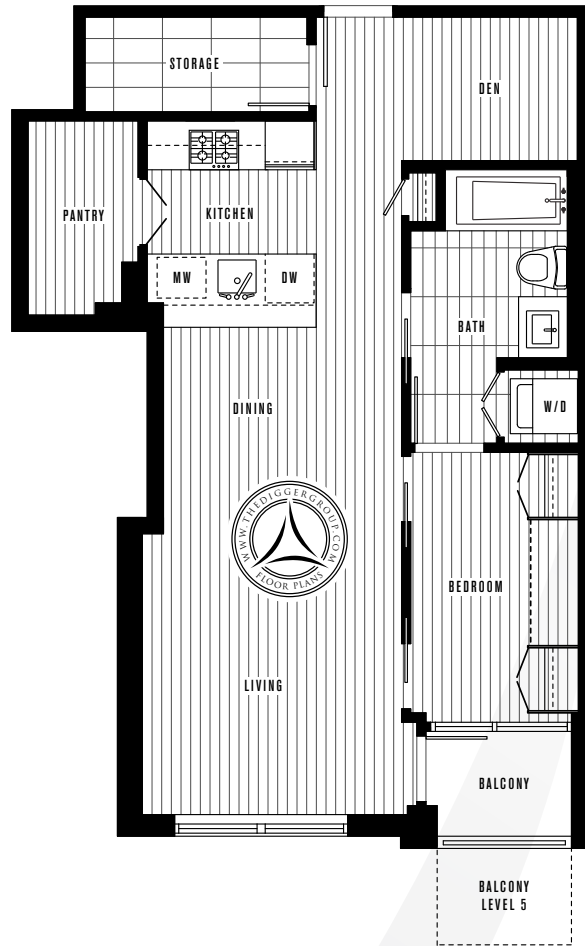 STORAGE
DEN
PANTRY
KITCHEN
MW
DW
BATH
W/D
DINING
WWW.THEDIGGERGROUP.COM
FLOOR PLANS
BEDROOM
LIVING
BALCONY
BALCONY
LEVEL 5